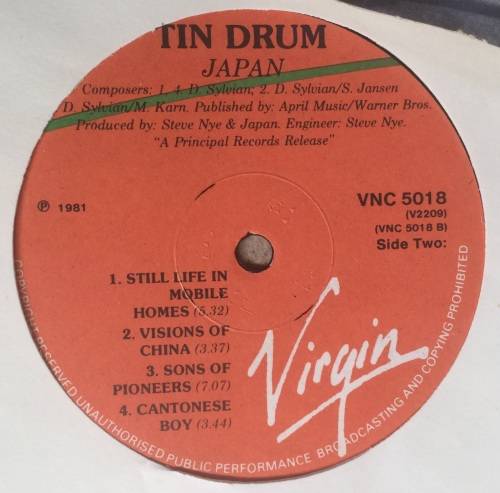 TIN DRUM
JAPAN
Composers: 1, 4. D. Sylvian; 2. D. Sylvian/S. Jansen
D. Sylvian/M. Karn. Published by: April Music/Warner Bros.
Produced by: Steve Nye & Japan. Engineer: Steve Nye.
"A Principal Records Release"
℗ 1981
VNC 5018
(V2209)
(VNC 5018 B)
Side Two:
1. STILL LIFE IN
MOBILE
HOMES (5.32)
2. VISIONS OF
CHINA (3.37)
3. SONS OF
PIONEERS (7.07)
4. CANTONESE
BOY (3.44)
Virgin
RESERVED UNAUTHORISED PUBLIC PERFORMANCE BROADCASTING AND COPYING PROHIBITED